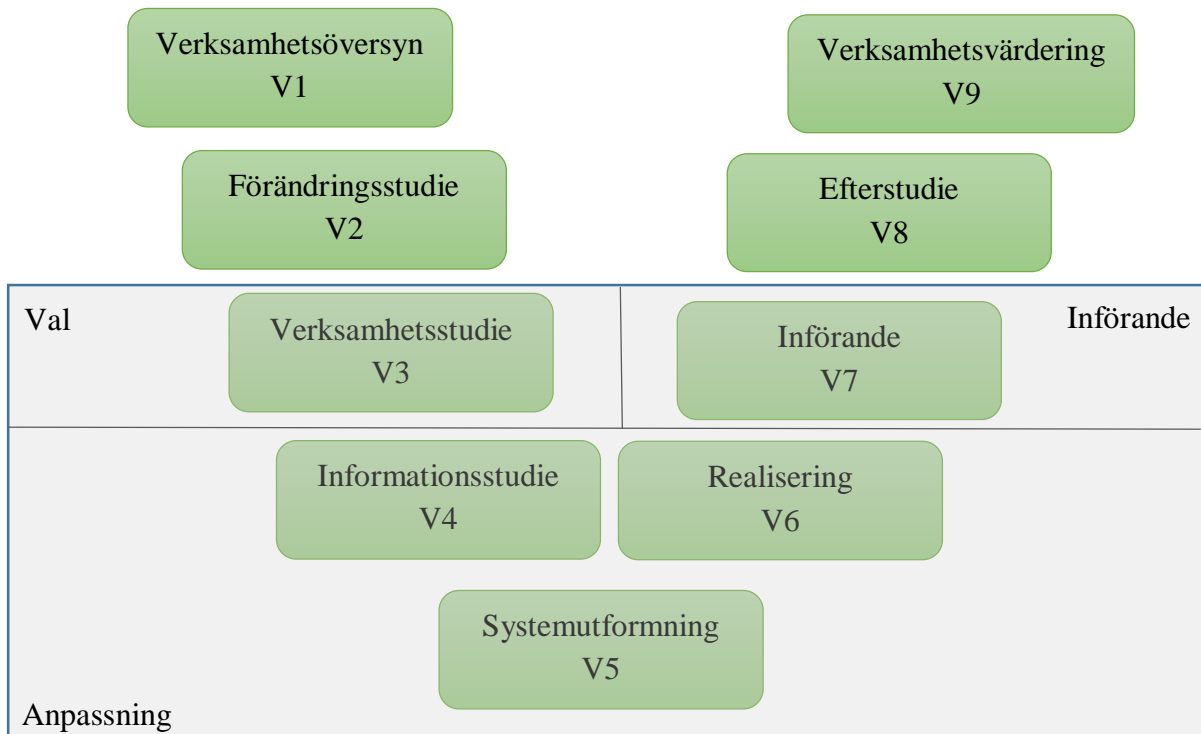 Verksamhetsöversyn
V1
Verksamhetsvärdering
V9
Förändringsstudie
V2
Efterstudie
V8
Val
Verksamhetsstudie
V3
Införande
V7
Införande
Informationsstudie
V4
Realisering
V6
Systemutformning
V5
Anpassning